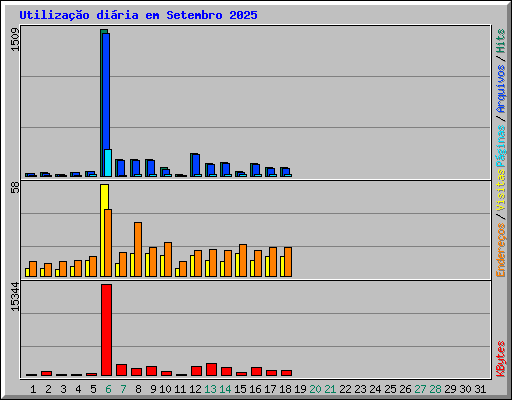 Utilização diária em Setembro 2025
1509
58
15344
Endereços / Visitas Páginas / Arquivos / Hits
KBytes
1 2 3 4 5 6 7 8 9 10 11 12 13 14 15 16 17 18 19 20 21 22 23 24 25 26 27 28 29 30 31